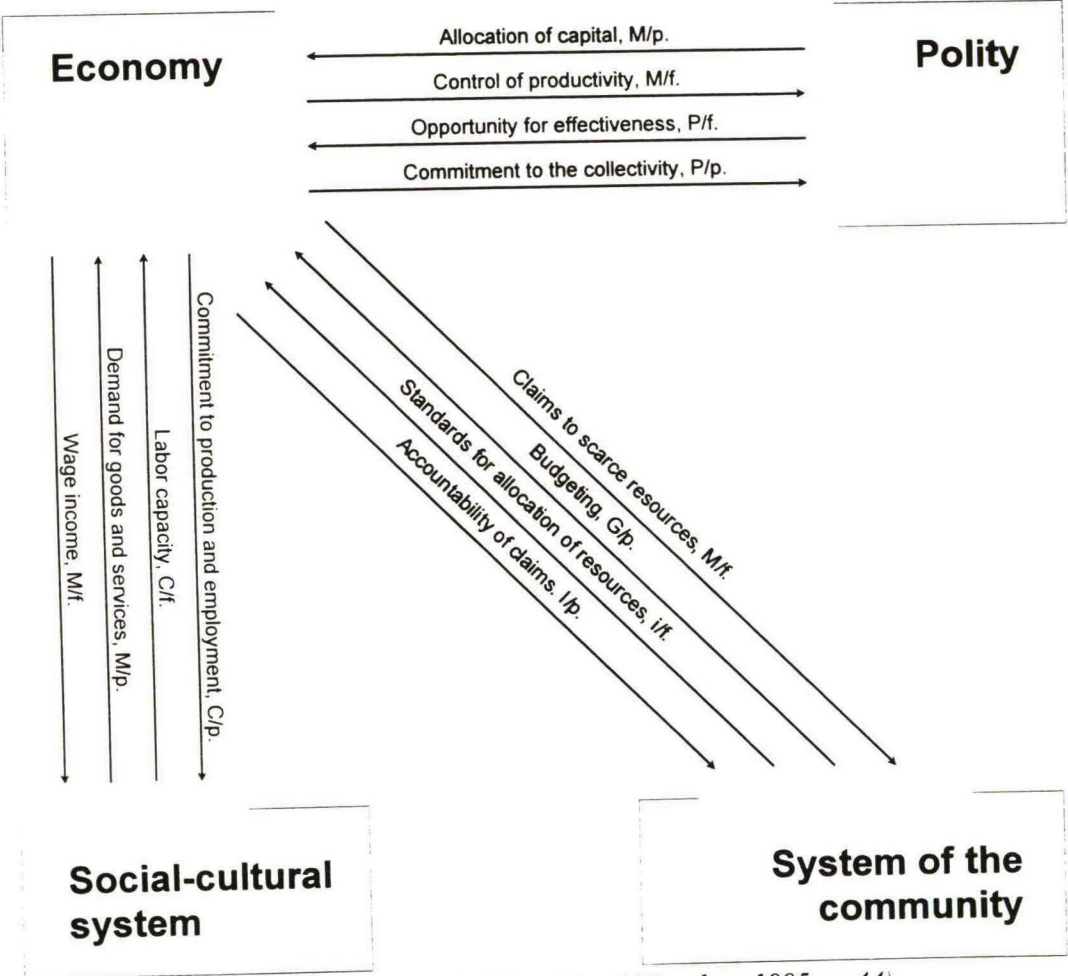 Economy
Polity
Allocation of capital, M/p.
Control of productivity, M/f.
Opportunity for effectiveness, P/f.
Commitment to the collectivity, P/p.
Wage income, M/f.
Demand for goods and services, M/p.
Labor capacity, C/f.
Commitment to production and employment, C/p.
Claims to scarce resources, M/f.
Budgeting, G/p.
Standards for allocation of resources, i/f.
Accountability of claims. I/p.
Social-cultural
system
System of the
community
1995, p. 44)